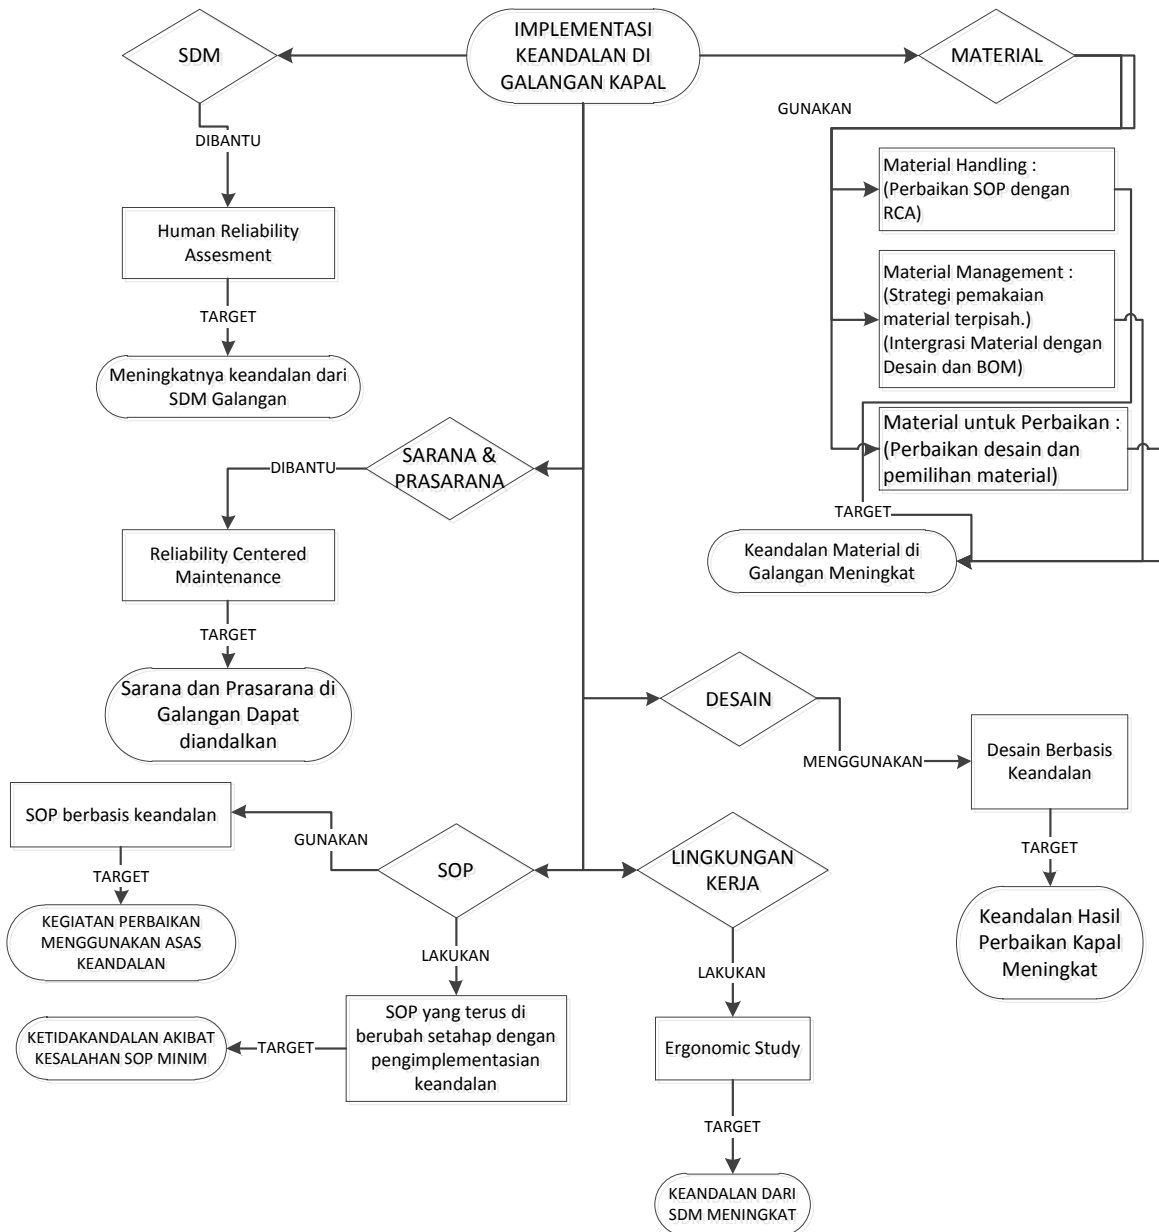 IMPLEMENTASI
KEANDALAN DI
GALANGAN KAPAL
SDM
DIBANTU
Human Reliability
Assesment
TARGET
Meningkatnya keandalan dari
SDM Galangan
MATERIAL
GUNAKAN
Material Handling :
(Perbaikan SOP dengan
RCA)
Material Management :
(Strategi pemakaian
material terpisah.)
(Intergrasi Material dengan
Desain dan BOM)
Material untuk Perbaikan :
(Perbaikan desain dan
pemilihan material)
TARGET
Keandalan Material di
Galangan Meningkat
SARANA &
PRASARANA
DIBANTU
Reliability Centered
Maintenance
TARGET
Sarana dan Prasarana di
Galangan Dapat
diandalkan
DESAIN
MENGGUNAKAN
Desain Berbasis
Keandalan
TARGET
Keandalan Hasil
Perbaikan Kapal
Meningkat
SOP
GUNAKAN
SOP berbasis keandalan
TARGET
KEGIATAN PERBAIKAN
MENGGUNAKAN ASAS
KEANDALAN
LAKUKAN
SOP yang terus di
berubah setahap dengan
pengimplementasian
keandalan
TARGET
KETIDAKANDALAN AKIBAT
KESALAHAN SOP MINIM
LINGKUNGAN
KERJA
LAKUKAN
Ergonomic Study
TARGET
KEANDALAN DARI
SDM MENINGKAT